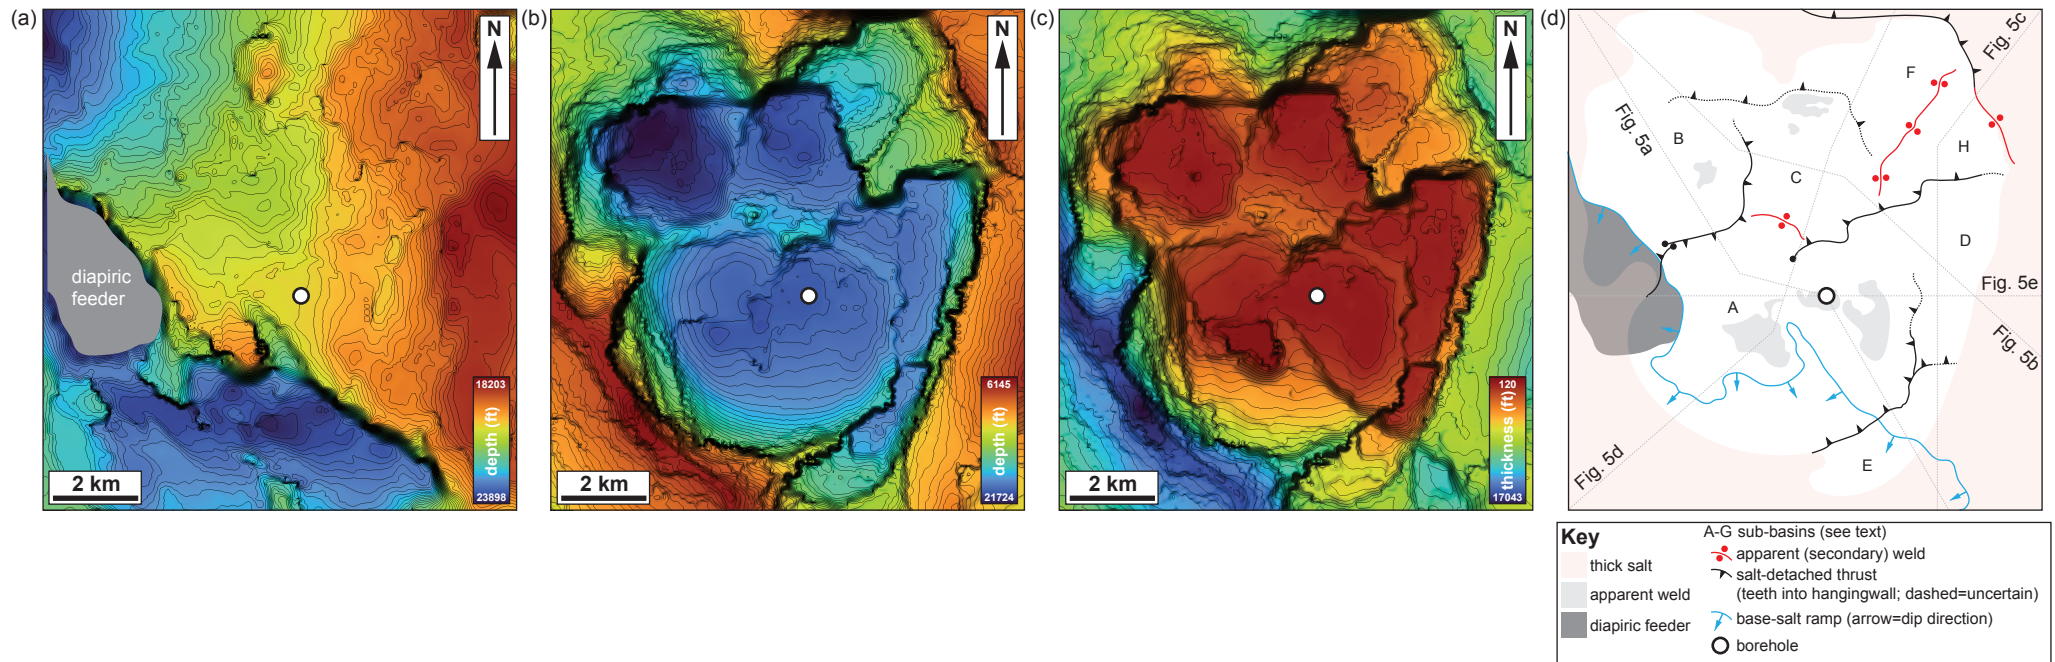 (a)
N
diapiric
feeder
18203
depth (ft)
23898
2 km
(b)
N
6145
depth (ft)
21724
2 km
(c)
N
120
thickness (ft)
17043
2 km
(d)
Fig. 5c
F
Fig. 5a
B
H
C
D
Fig. 5e
A
Fig. 5b
Fig. 5d
E
Key
thick salt
apparent weld
diapiric feeder
A-G sub-basins (see text)
apparent (secondary) weld
salt-detached thrust
(teeth into hangingwall; dashed=uncertain)
base-salt ramp (arrow=dip direction)
borehole